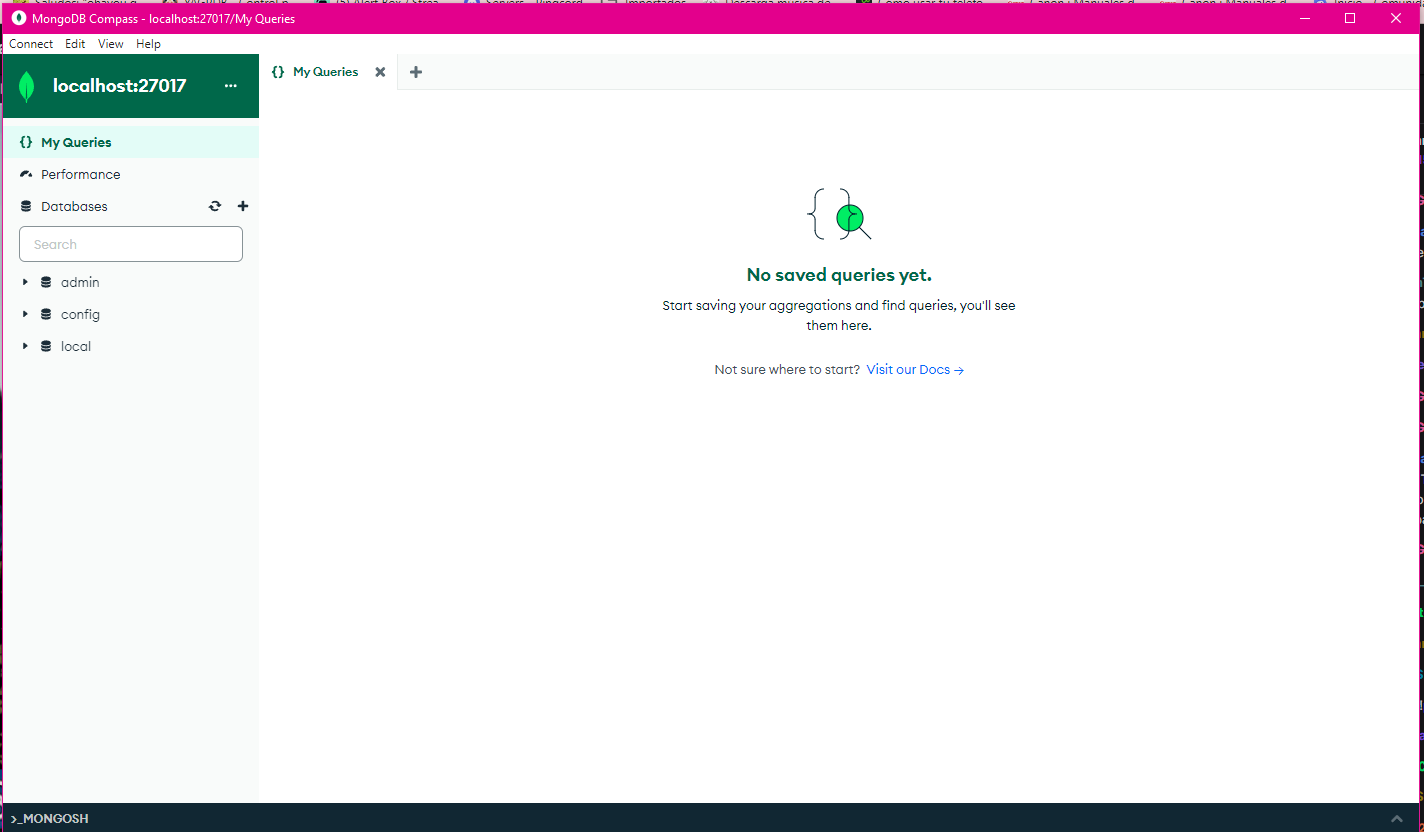 MongoDB Compass - localhost:27017/My Queries
Connect Edit View Help
localhost:27017 ...
{} My Queries
{} My Queries
Performance
Databases
Search
admin
config
local
No saved queries yet.
Start saving your aggregations and find queries, you'll see
them here.
Not sure where to start? Visit our Docs →
>_MONGOSH